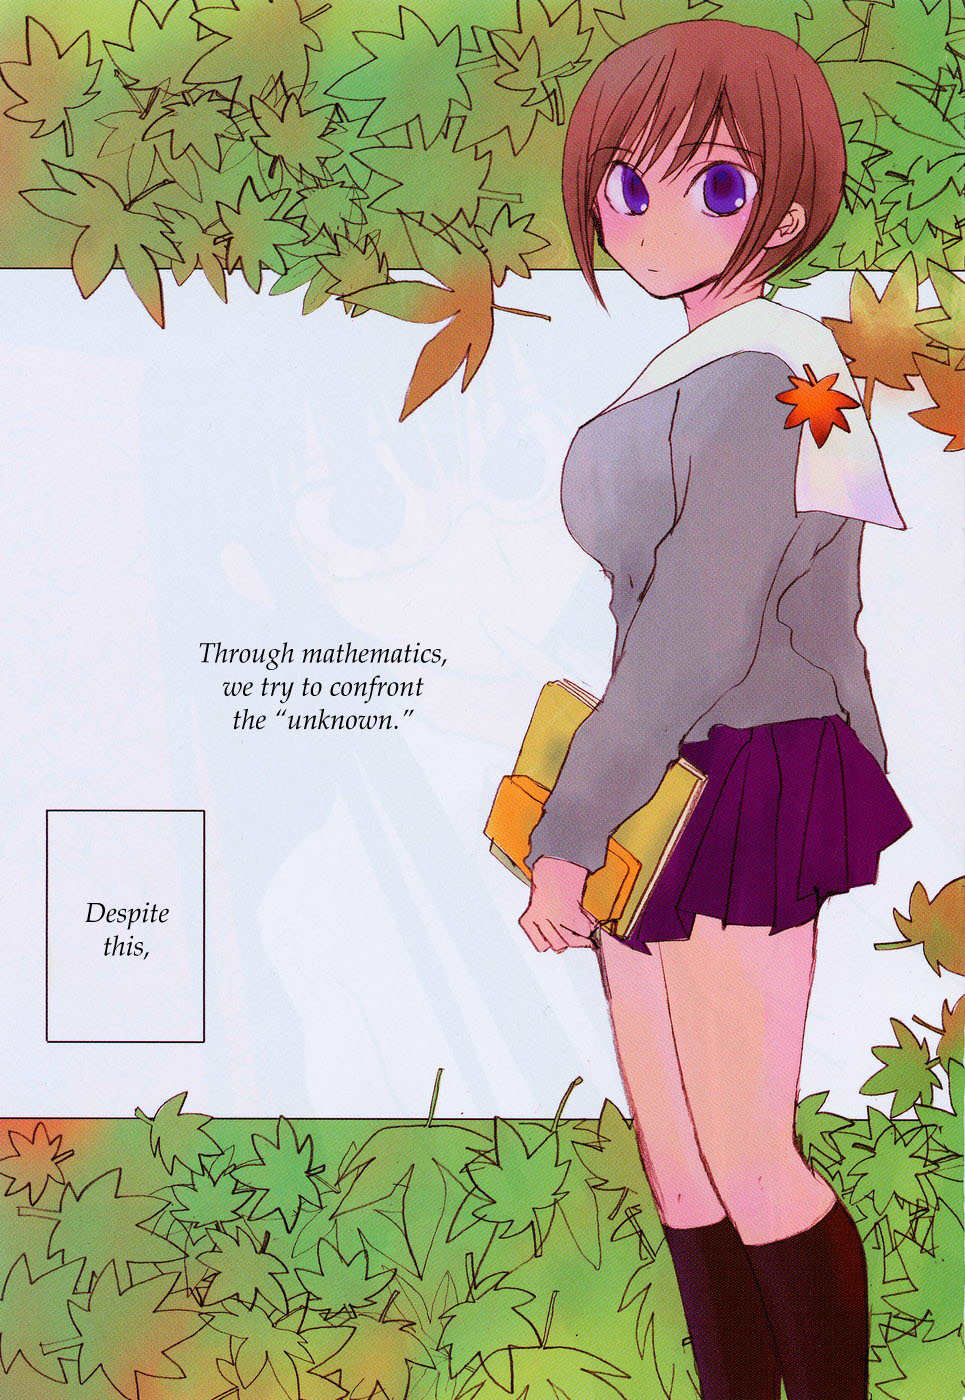 Through mathematics,
we try to confront
the “unknown.”
Despite
this,